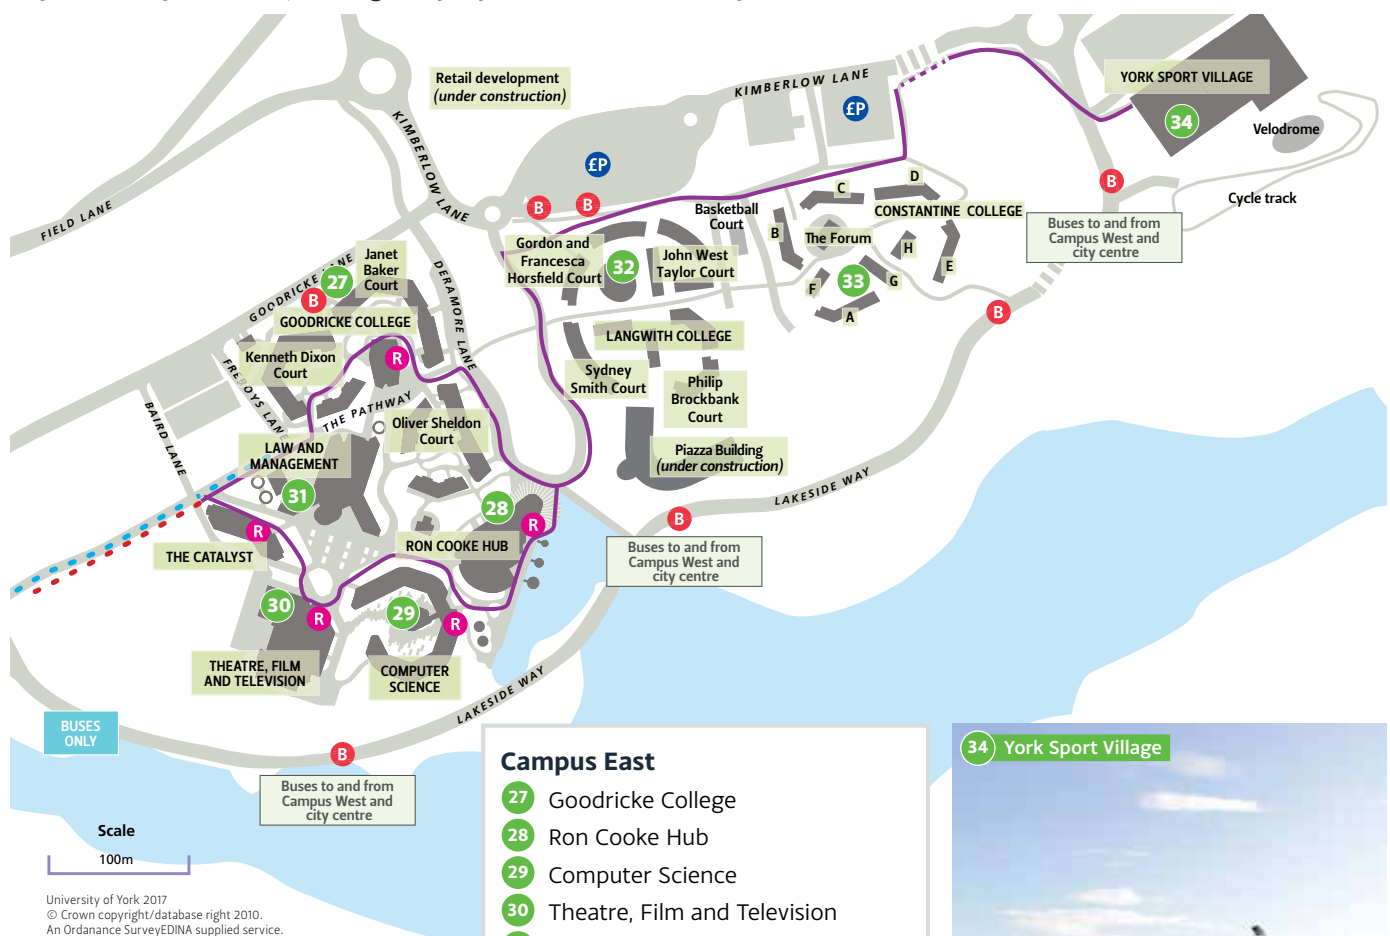 Retail development
(under construction)
KIMBERLOW LANE
£P
YORK SPORT VILLAGE
34
Velodrome
Cycle track
B
Buses to and from
Campus West and
city centre
KIMBERLOW LANE
£P
B
B
FIELD LANE
Basketball
Court
C
D
CONSTANTINE COLLEGE
B
The Forum
H
E
G
F
33
A
B
Gordon and
Francesca
Horsfield Court
32
John West
Taylor Court
Janet
Baker
Court
27
B
GOODRICKE LANE
GOODRICKE COLLEGE
DERAMORE LANE
Kenneth Dixon
Court
R
FREBOYS LANE
THE PATHWAY
LANGWITH COLLEGE
Sydney
Smith Court
Philip
Brockbank
Court
BAIRD LANE
Oliver Sheldon
Court
LAW AND
MANAGEMENT
31
Piazza Building
(under construction)
LAKESIDE WAY
28
R
RON COOKE HUB
B
Buses to and from
Campus West and
city centre
R
THE CATALYST
30
R
29
R
THEATRE, FILM
AND TELEVISION
COMPUTER
SCIENCE
LAKESIDE WAY
BUSES
ONLY
B
Buses to and from
Campus West and
city centre
Scale
100m
University of York 2017
© Crown copyright/database right 2010.
An Ordanance SurveyEDINA supplied service.
Campus East
27 Goodricke College
28 Ron Cooke Hub
29 Computer Science
30 Theatre, Film and Television
34 York Sport Village